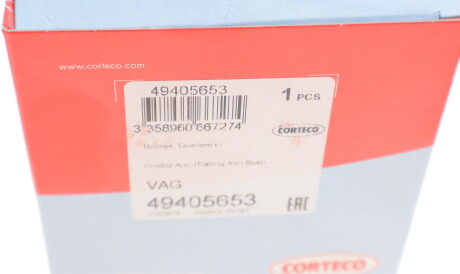 www.corteco.com
49405653
1 PCS
3 358960 667274
CORTECO
Control Arm-/Trailing Arm Bush
VAG
49405653
EAC
CORTECO